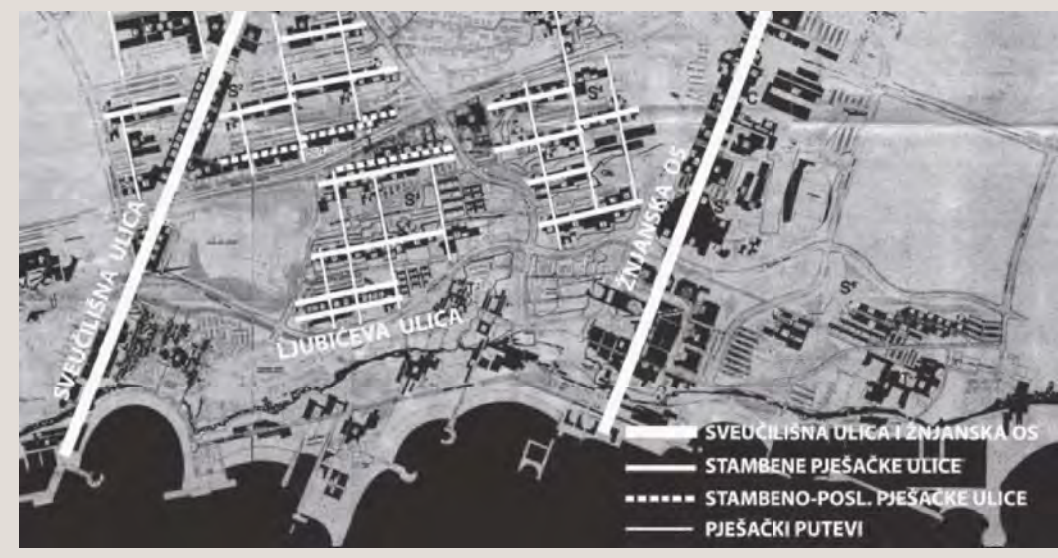 SVEUČILIŠNA ULICA
LJUBIĆEVA ULICA
ŽNJANSKA OS
SVEUČILIŠNA ULICA I ŽNJANSKA OS
STAMBENE PJEŠAČKE ULICE
STAMBENO-POSL. PJEŠAČKE ULICE
PJEŠAČKI PUTEVI